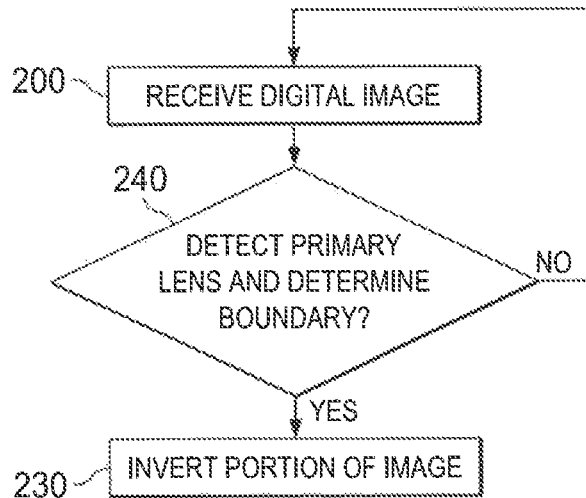 200
RECEIVE DIGITAL IMAGE
240
DETECT PRIMARY
LENS AND DETERMINE
BOUNDARY?
NO
YES
230
INVERT PORTION OF IMAGE